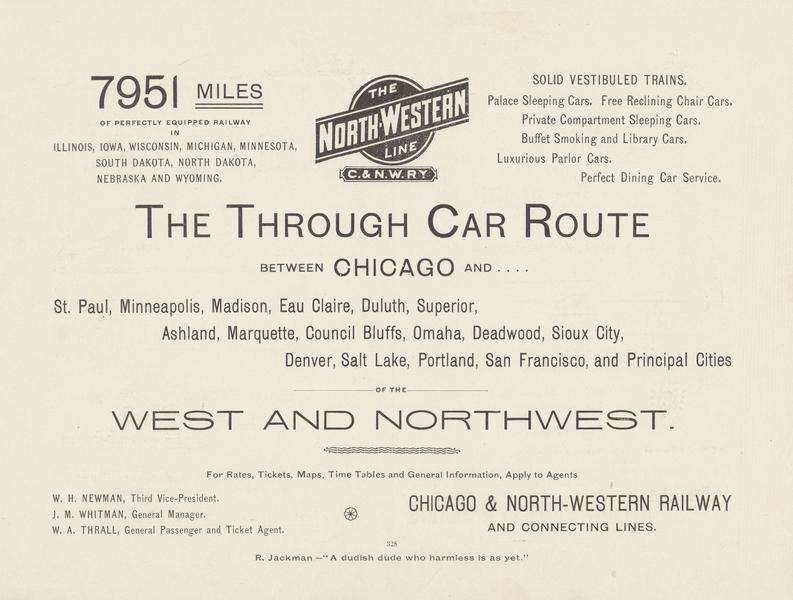 7951 MILES
OF PERFECTLY EQUIPPED RAILWAY
IN
ILLINOIS, IOWA, WISCONSIN, MICHIGAN, MINNESOTA,
SOUTH DAKOTA, NORTH DAKOTA,
NEBRASKA AND WYOMING.
THE
NORTH-WESTERN
LINE
C. & N. W. RY
SOLID VESTIBULED TRAINS.
Palace Sleeping Cars. Free Reclining Chair Cars.
Private Compartment Sleeping Cars.
Buffet Smoking and Library Cars.
Luxurious Parlor Cars.
Perfect Dining Car Service.
THE THROUGH CAR ROUTE
BETWEEN CHICAGO AND . . . .
St. Paul, Minneapolis, Madison, Eau Claire, Duluth, Superior,
Ashland, Marquette, Council Bluffs, Omaha, Deadwood, Sioux City,
Denver, Salt Lake, Portland, San Francisco, and Principal Cities
OF THE
WEST AND NORTHWEST.
For Rates, Tickets, Maps, Time Tables and General Information, Apply to Agents
W. H. NEWMAN, Third Vice-President.
J. M. WHITMAN, General Manager.
W. A. THRALL, General Passenger and Ticket Agent.
CHICAGO & NORTH-WESTERN RAILWAY
AND CONNECTING LINES.
328
R. Jackman—"A dudish dude who harmless is as yet."